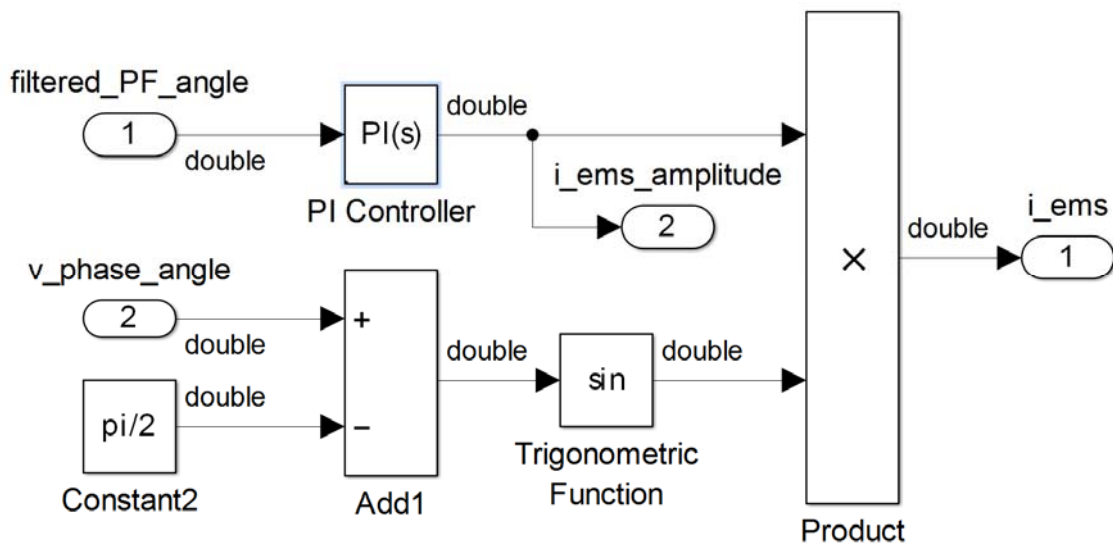 filtered_PF_angle
1
double
PI(s)
PI Controller
double
i_ems_amplitude
2
v_phase_angle
2
double
pi/2
Constant2
double
+
−
Add1
double
sin
Trigonometric
Function
double
×
Product
double
i_ems
1